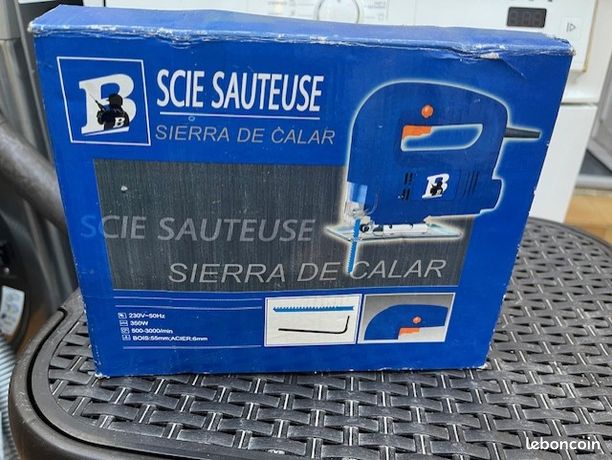 B
B
SCIE SAUTEUSE
SIERRA DE CALAR
SCIE SAUTEUSE
SIERRA DE CALAR
230V~50Hz
350W
500-3000/min
BOIS:55mm;ACIER:6mm
B
leboncoin